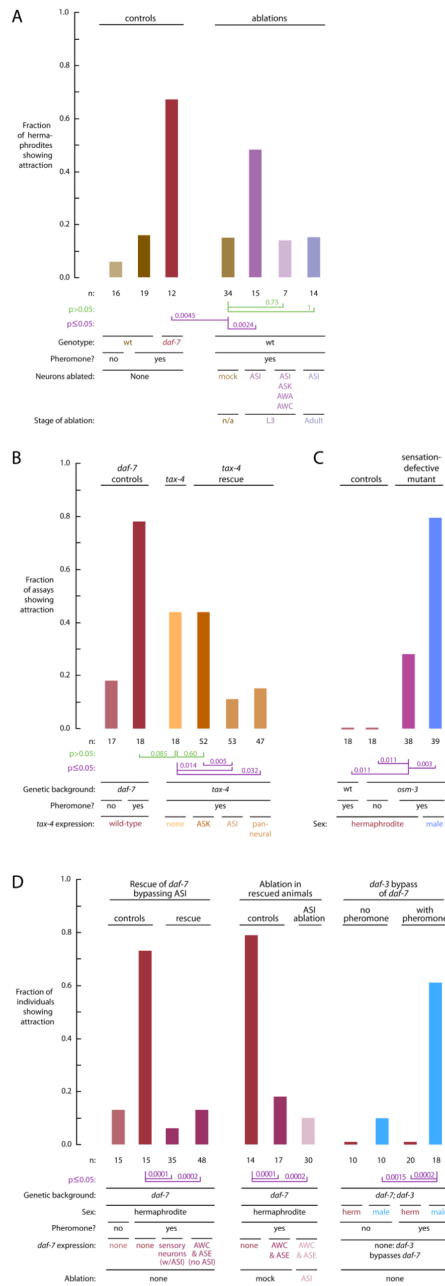 A
controls ablations
1.0
0.8
Fraction
of herma-
phrodites
showing
attraction
0.6
0.4
0.2
0.0
n: 16 19 12 34 15 7 14
p>0.05: 0.73 1
p≤0.05: 0.0045 0.0024
Genotype: wt daf-7 wt
Pheromone? no yes yes
Neurons ablated: None mock ASI ASI ASI
ASK
AWA
AWC
Stage of ablation: n/a L3 Adult
B
daf-7 controls tax-4 tax-4 rescue
1.0
0.8
Fraction
of assays
showing
attraction
0.6
0.4
0.2
0.0
n: 17 18 18 52 53 47
p>0.05: 0.085 0.60
p≤0.05: 0.014 0.005 0.032
Genetic background: daf-7 tax-4
Pheromone? no yes yes
tax-4 expression: wild-type none ASK ASI pan-
neural
C
sensation-
defective
controls mutant
18 18 38 39
0.011 0.003
0.011
wt osm-3
yes no yes
Sex: hermaphrodite male
D
Rescue of daf-7
bypassing ASI
controls rescue
Ablation in
rescued animals
controls ASI
ablation
daf-3 bypass
of daf-7
no
pheromone
with
pheromone
1.0
0.8
Fraction of
individuals
showing
attraction
0.6
0.4
0.2
0.0
n: 15 15 35 48 14 17 30 10 10 20 18
p≤0.05: 0.0001 0.0002 0.0001 0.0002 0.0015 0.0002
Genetic background: daf-7 daf-7 daf-7; daf-3
Sex: hermaphrodite hermaphrodite herm male herm male
Pheromone? no yes yes no yes
daf-7 expression: none none sensory
neurons
(w/ASI) AWC
& ASE
(no ASI) none AWC
& ASE AWC
& ASE none: daf-3
bypasses daf-7
Ablation: none mock ASI none